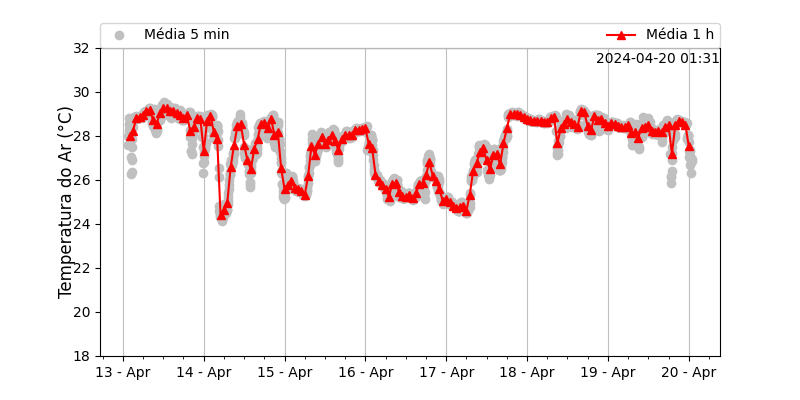 Média 5 min
Média 1 h
2024-04-20 01:31
Temperatura do Ar (°C)
32
30
28
26
24
22
20
18
13 - Apr
14 - Apr
15 - Apr
16 - Apr
17 - Apr
18 - Apr
19 - Apr
20 - Apr